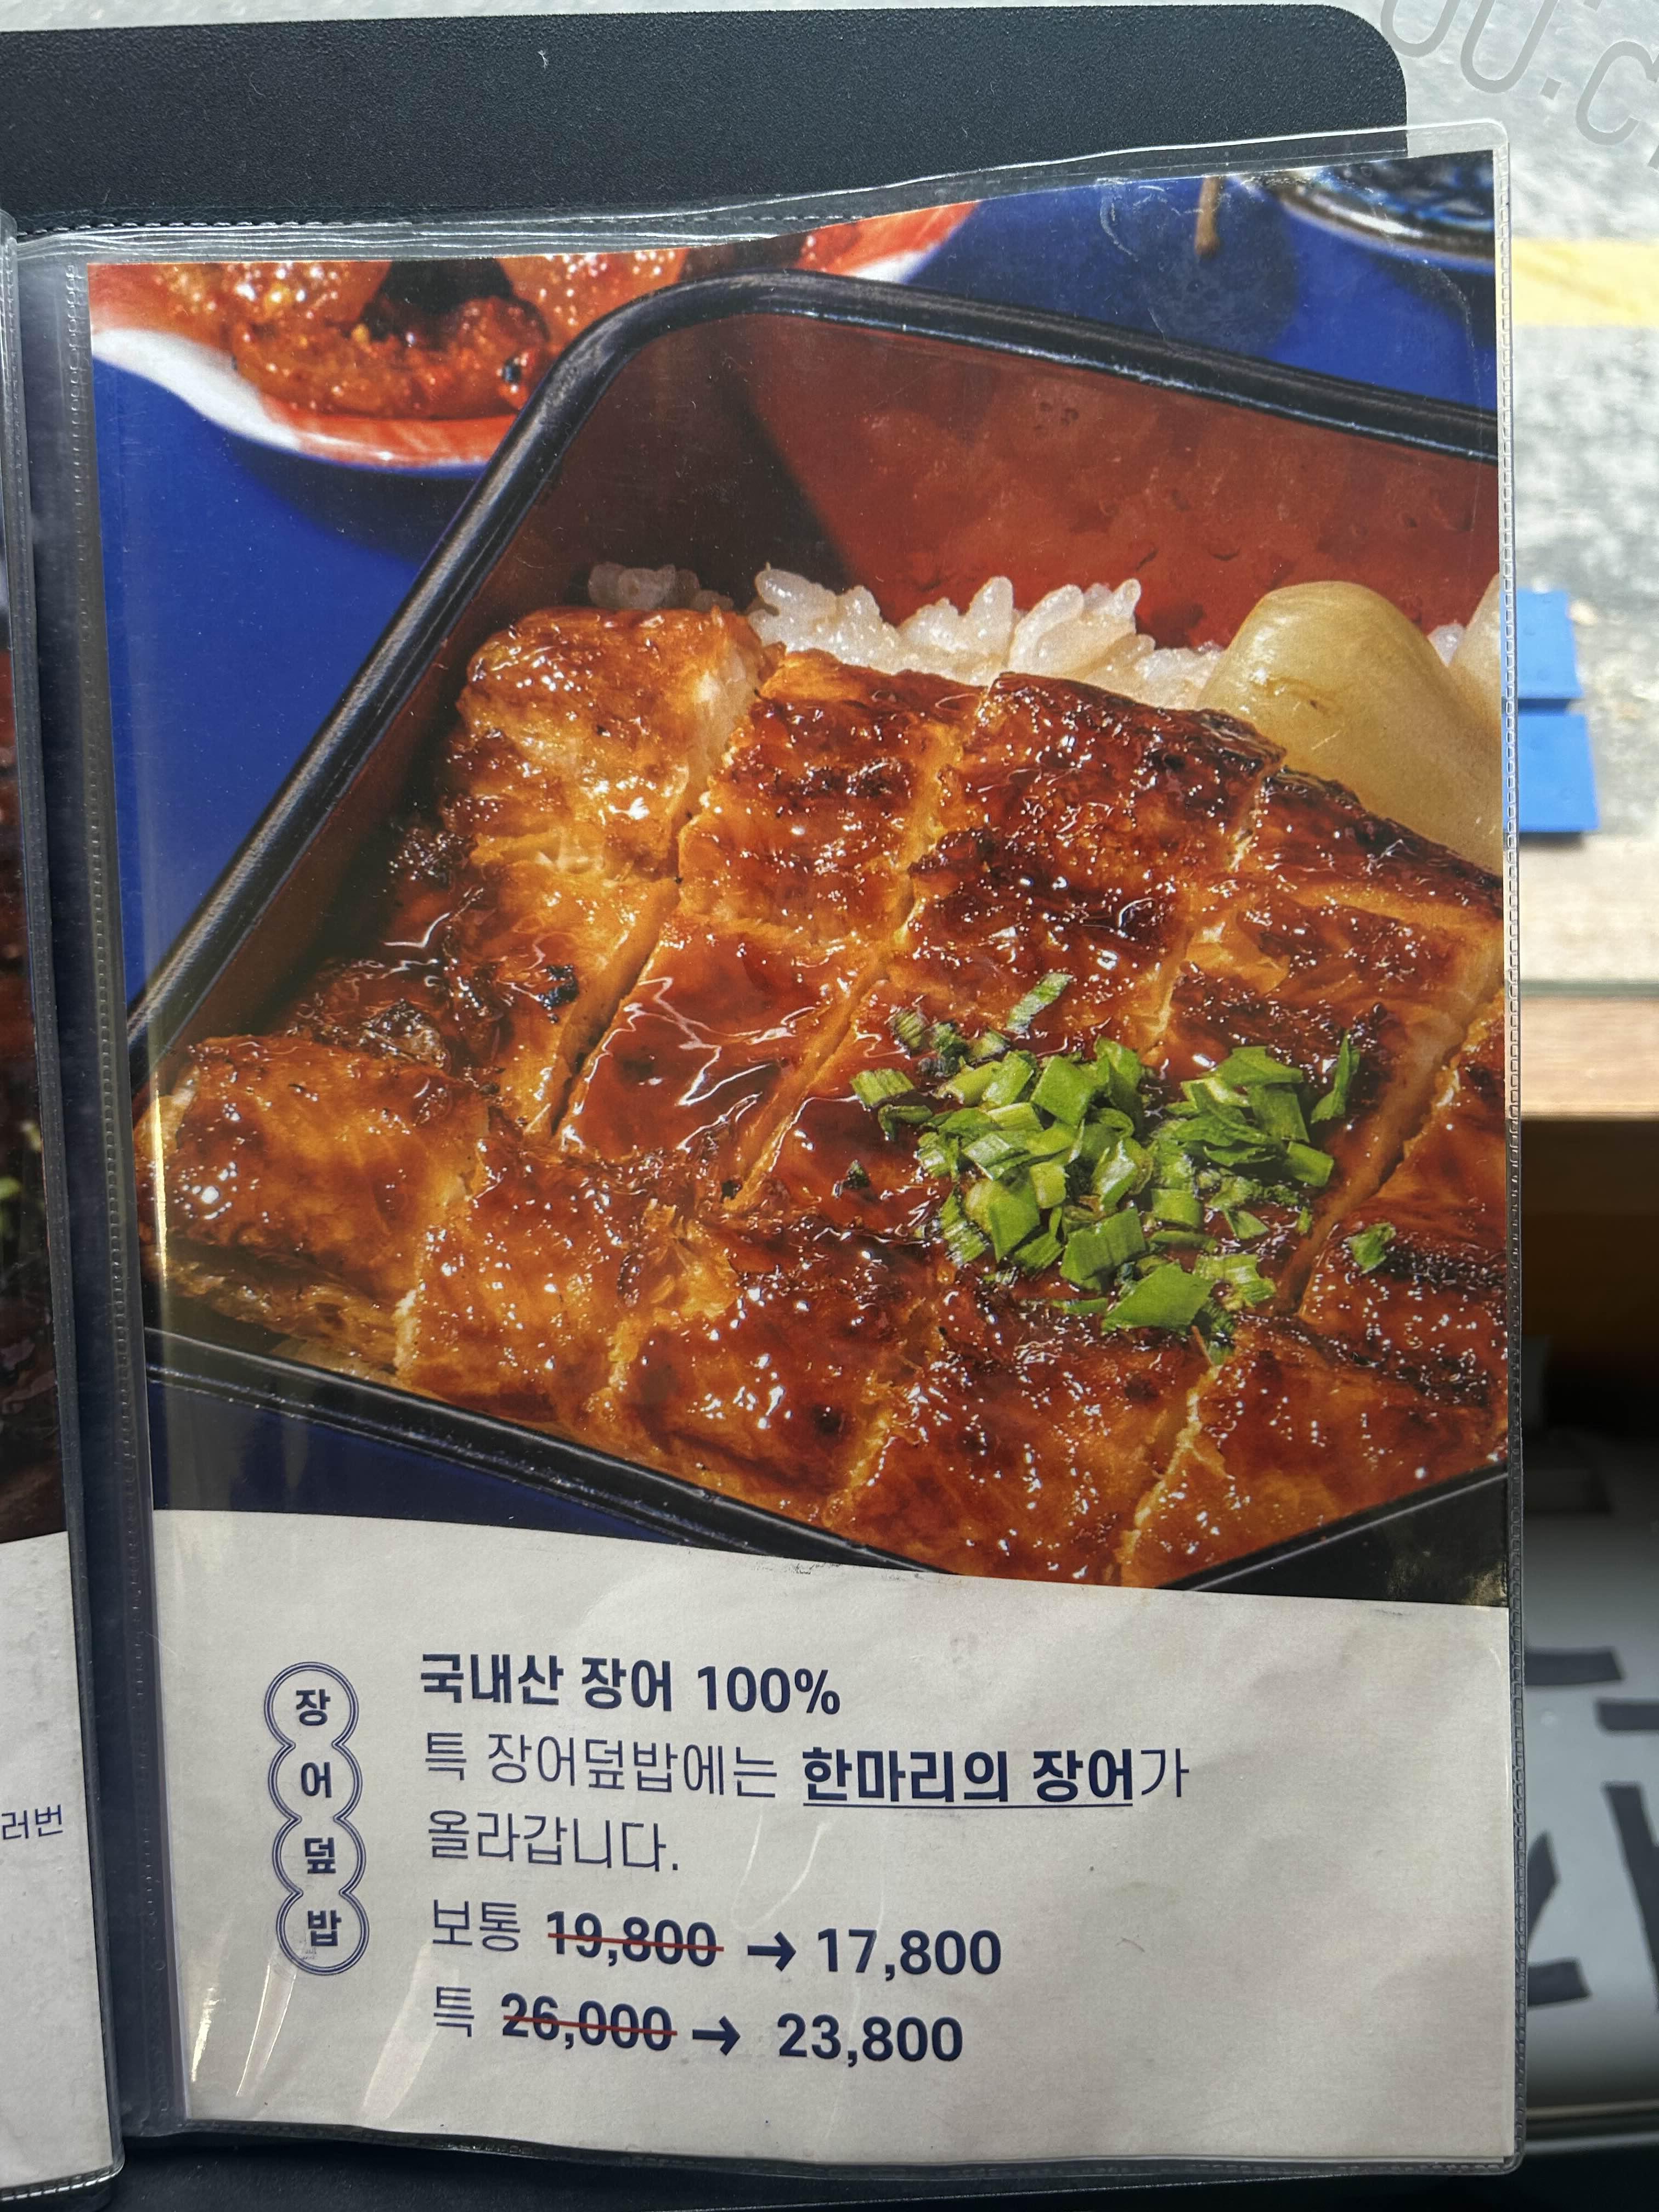 국내산 장어 100%
특 장어덮밥에는 한마리의 장어가
올라갑니다.
보통 19,800 → 17,800
특 26,000 → 23,800
장
어
덮
밥
러번
OU.C